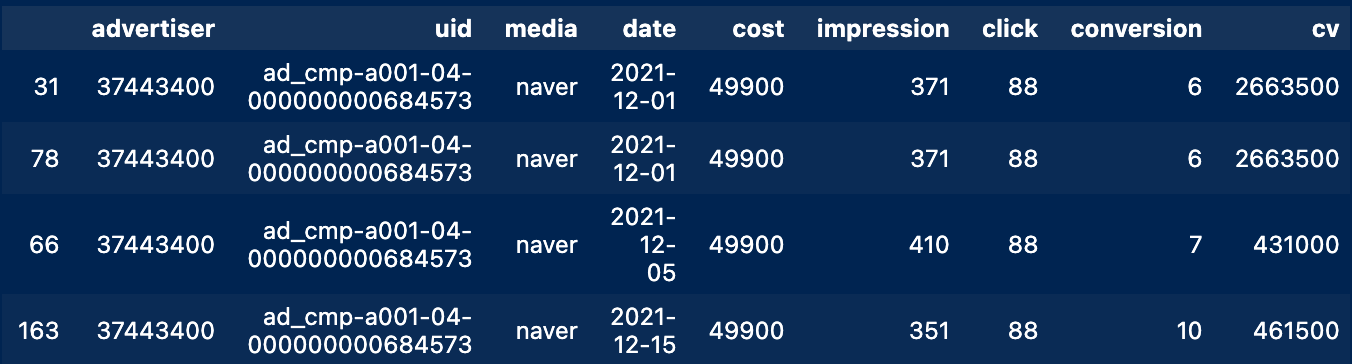 advertiser uid media date cost impression click conversion cv
31 37443400 ad_cmp-a001-04-000000000684573 naver 2021-12-01 49900 371 88 6 2663500
78 37443400 ad_cmp-a001-04-000000000684573 naver 2021-12-01 49900 371 88 6 2663500
66 37443400 ad_cmp-a001-04-000000000684573 naver 2021-12-05 49900 410 88 7 431000
163 37443400 ad_cmp-a001-04-000000000684573 naver 2021-12-15 49900 351 88 10 461500